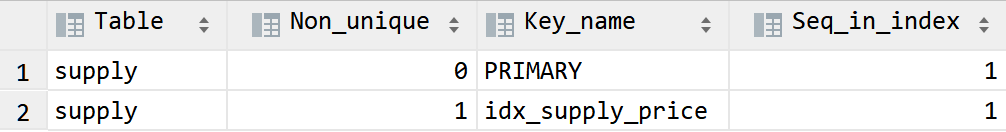 Table Non_unique Key_name Seq_in_index
1 supply 0 PRIMARY 1
2 supply 1 idx_supply_price 1